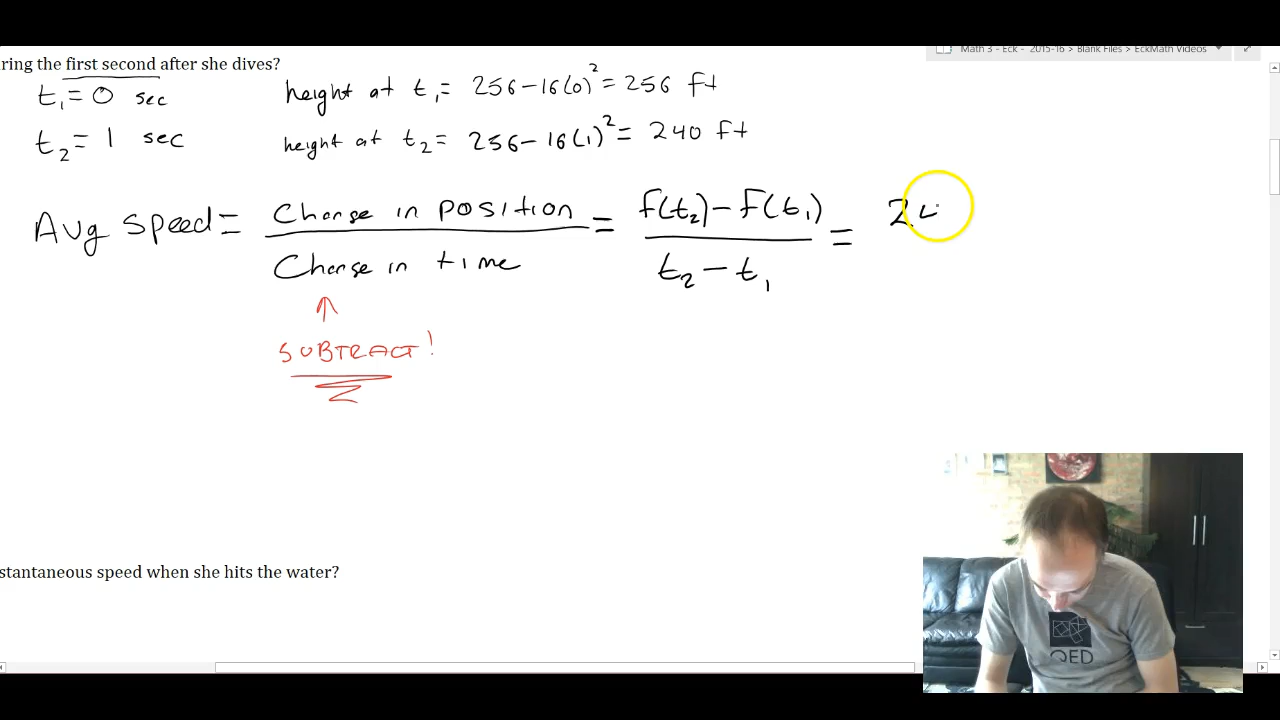 Math 3 - Eck - 2015-16 > Blank Files > EckMath Videos
ring the first second after she dives?
t₁ = 0 sec
height at t₁ = 256-16(0)² = 256 ft
t₂ = 1 sec
height at t₂ = 256-16(1)² = 240 ft
Avg Speed = Change in position / Change in time = f(t₂) - f(t₁) / t₂ - t₁ = 24
↑
SUBTRACT!
stantaneous speed when she hits the water?
QED